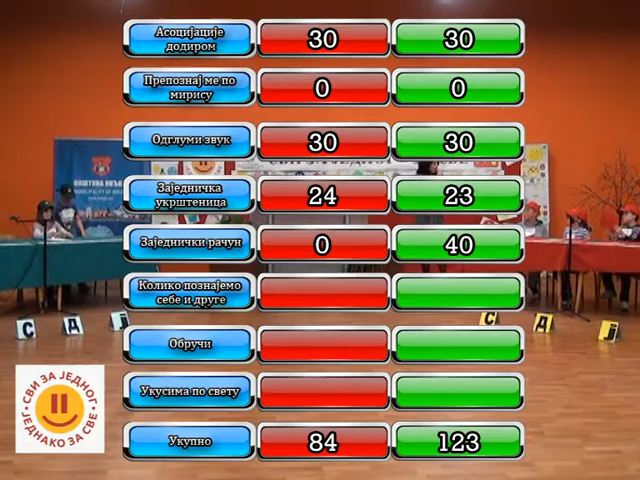 Асоцијације
додиром
30
30
Препознај ме по
мирису
0
0
Одглуми звук
30
30
Заједничка
укрштеница
24
23
Заједнички рачун
0
40
Колико познајемо
себе и друге
Обручи
Укусима по свету
Укупно
84
123
С Д Ј
С Д Ј
СВИ ЗА ЈЕДНОГ
ЈЕДНАКО ЗА СВЕ